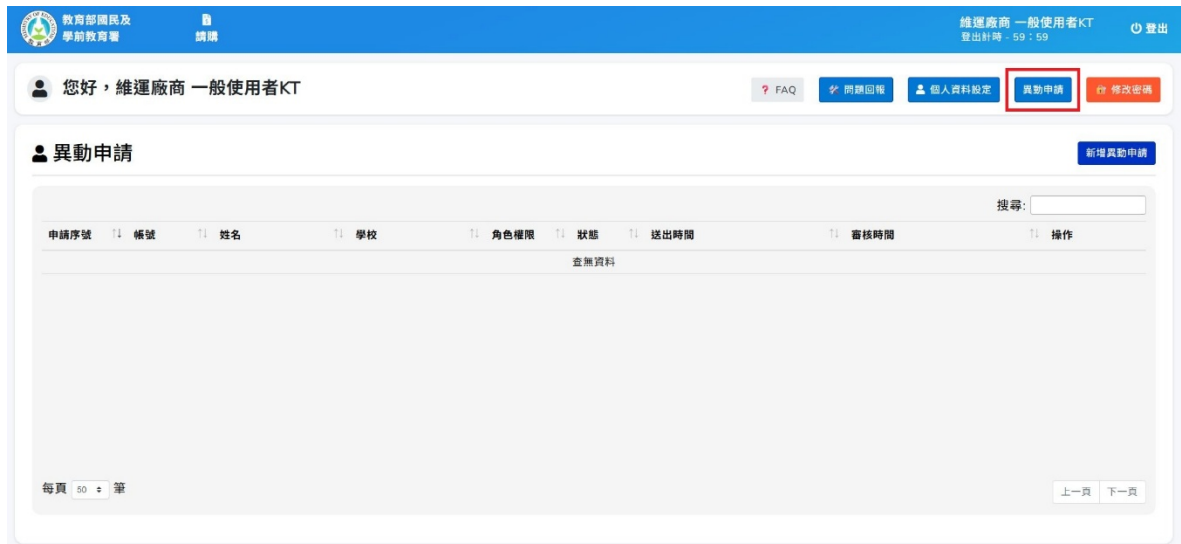 教育部國民及
學前教育署
請購
維運廠商 一般使用者KT
登出計時 - 59:59
登出
您好,維運廠商 一般使用者KT
? FAQ
問題回報
個人資料設定
異動申請
修改密碼
異動申請
新增異動申請
搜尋:
申請序號 帳號 姓名 學校 角色權限 狀態 送出時間 審核時間 操作
查無資料
每頁 50 筆
上一頁 下一頁